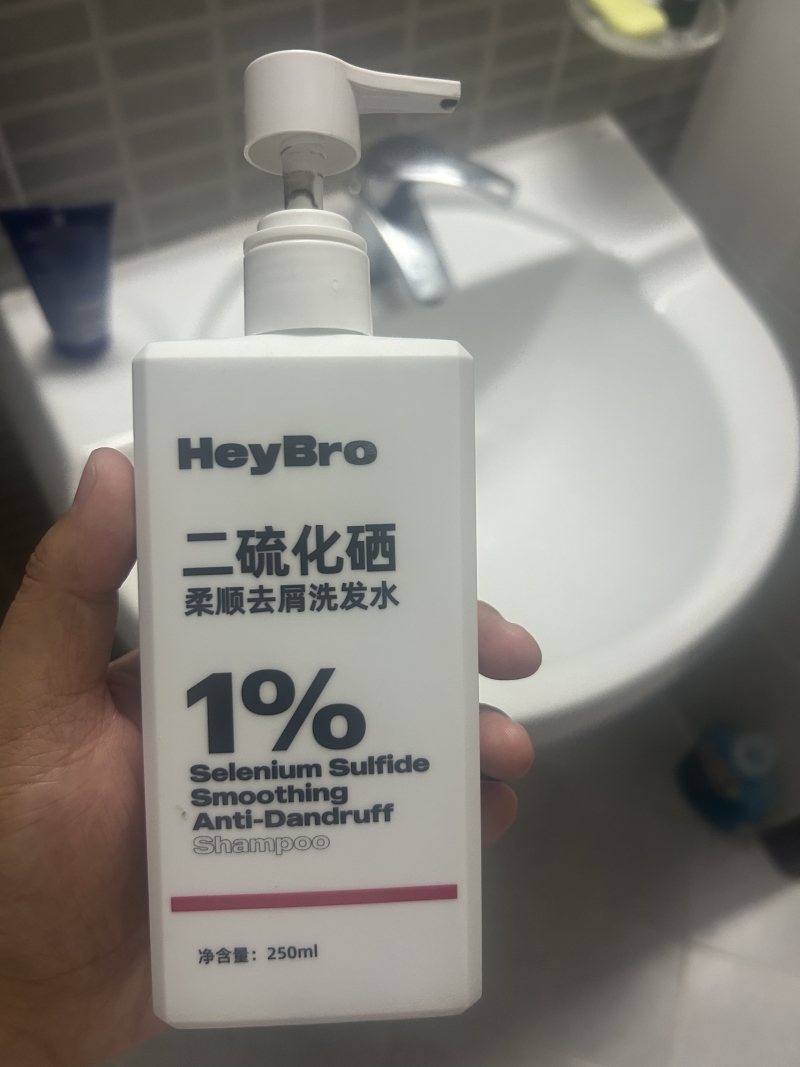 HeyBro
二硫化硒
柔顺去屑洗发水
1%
Selenium Sulfide
Smoothing
Anti-Dandruff
Shampoo
净含量：250ml